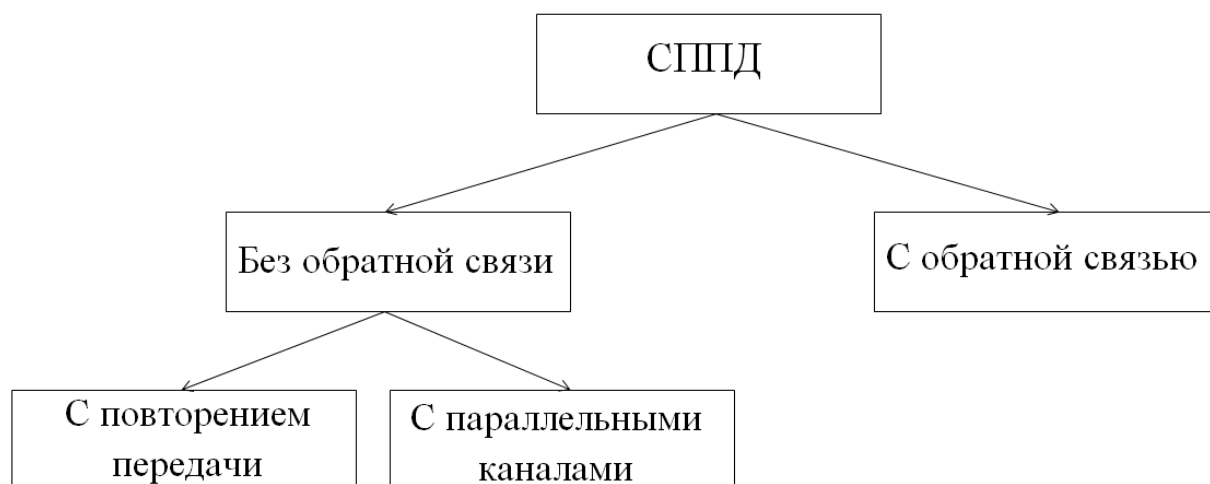 СППД
Без обратной связи
С обратной связью
С повторением
передачи
С параллельными
каналами